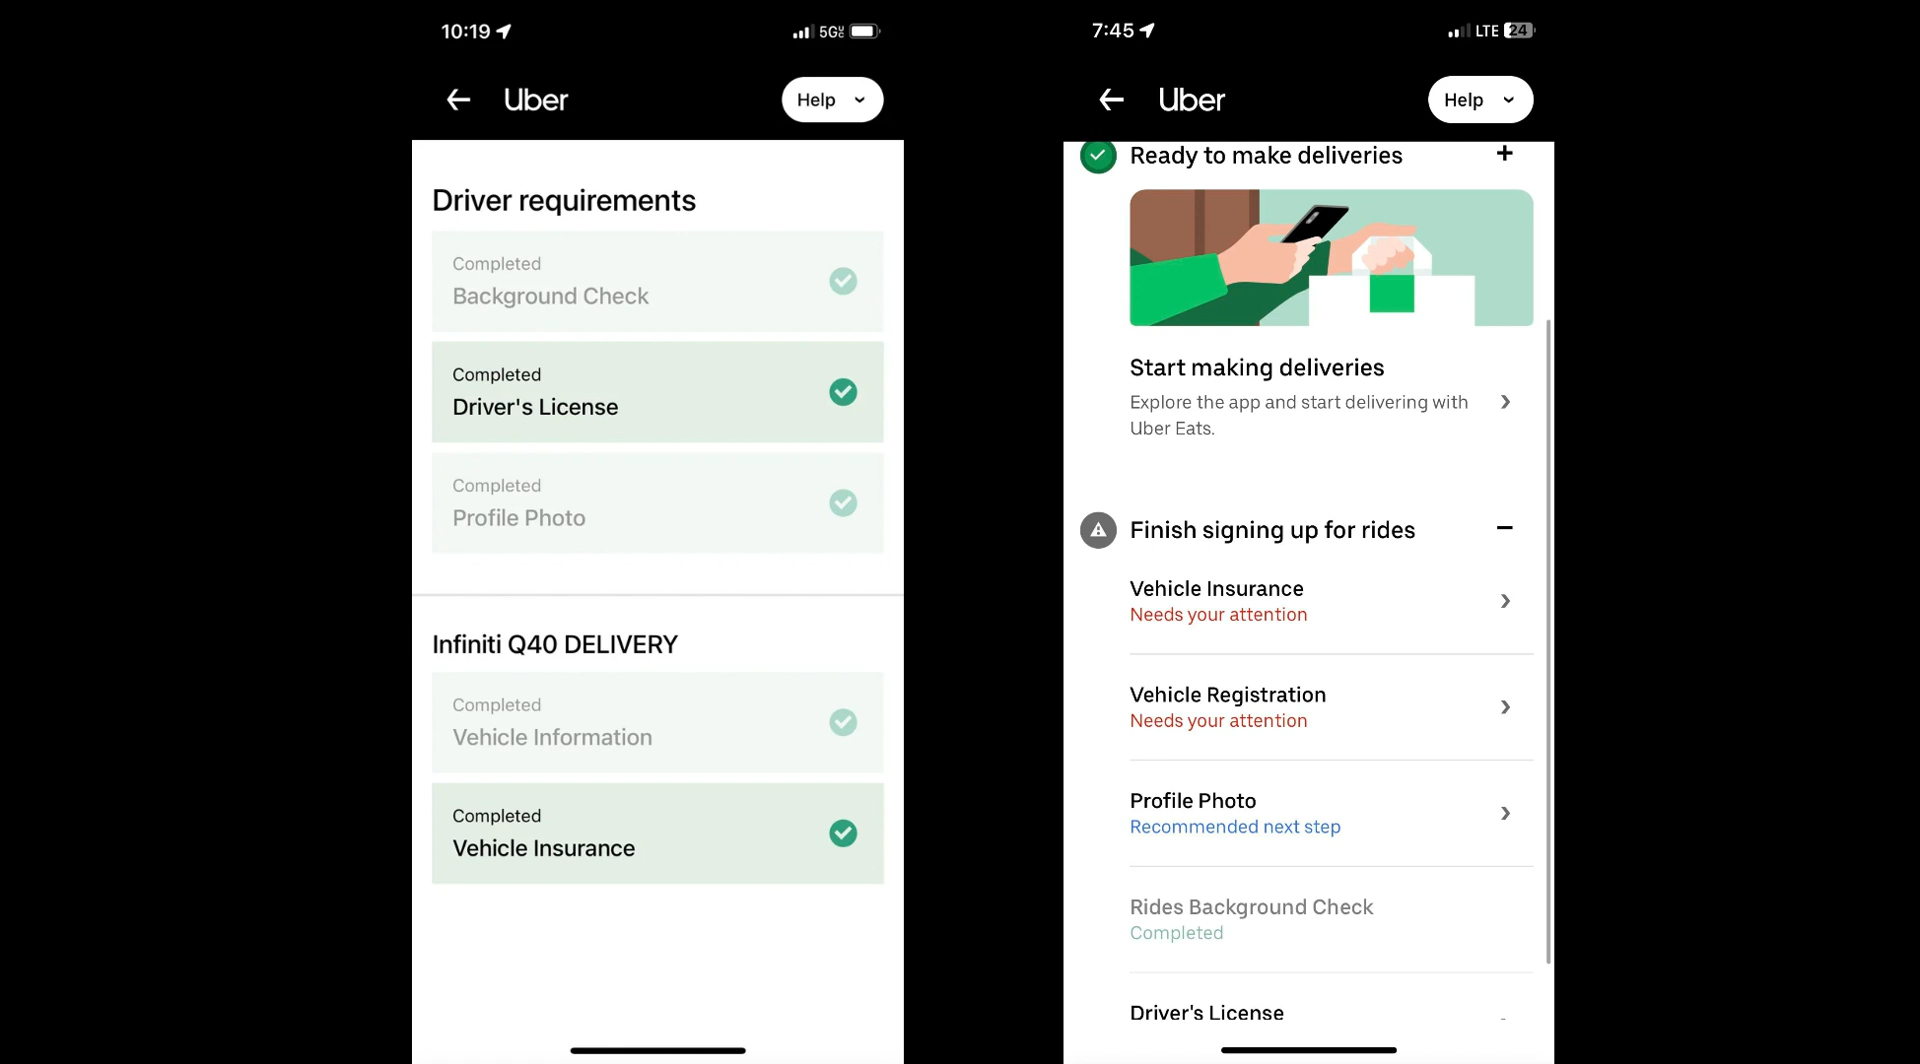 10:19
5G
Uber
Help
Driver requirements
Completed
Background Check
Completed
Driver's License
Completed
Profile Photo
Infiniti Q40 DELIVERY
Completed
Vehicle Information
Completed
Vehicle Insurance
7:45
LTE 24
Uber
Help
Ready to make deliveries
Start making deliveries
Explore the app and start delivering with
Uber Eats.
Finish signing up for rides
Vehicle Insurance
Needs your attention
Vehicle Registration
Needs your attention
Profile Photo
Recommended next step
Rides Background Check
Completed
Driver's License